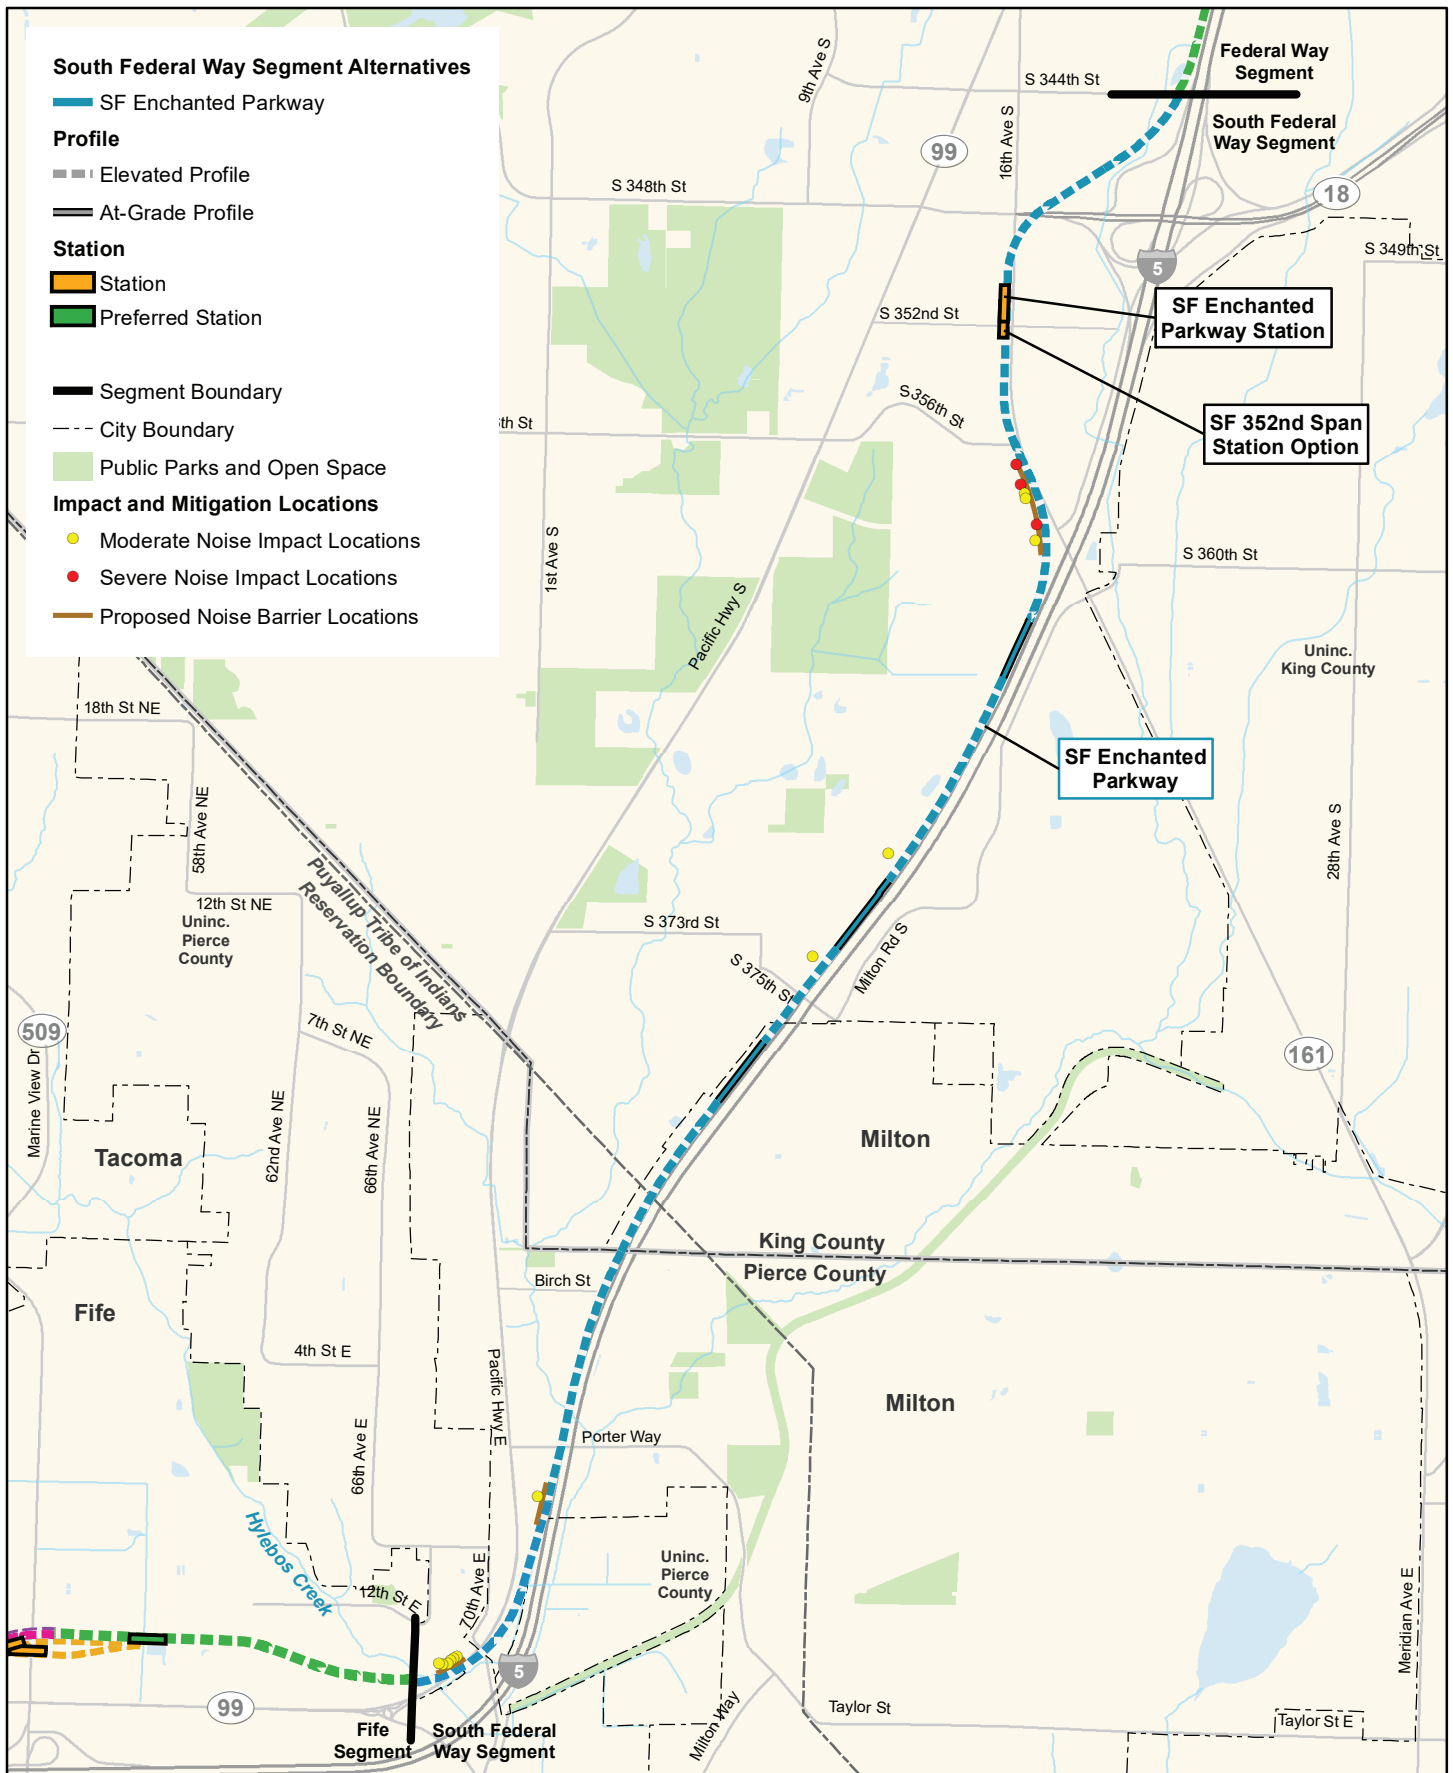 South Federal Way Segment Alternatives
SF Enchanted Parkway
Profile
Elevated Profile
At-Grade Profile
Station
Station
Preferred Station
Segment Boundary
City Boundary
Public Parks and Open Space
Impact and Mitigation Locations
Moderate Noise Impact Locations
Severe Noise Impact Locations
Proposed Noise Barrier Locations
Federal Way
Segment
South Federal
Way Segment
S 344th St
9th Ave S
16th Ave S
99
18
S 348th St
S 349th St
5
SF Enchanted
Parkway Station
S 352nd St
SF 352nd Span
Station Option
S 356th St
th St
1st Ave S
S 360th St
Pacific Hwy S
Uninc.
King County
18th St NE
SF Enchanted
Parkway
58th Ave NE
28th Ave S
Puyallup Tribe of Indians
Reservation Boundary
12th St NE
Uninc.
Pierce
County
S 373rd St
S 375th St
Milton Rd S
509
7th St NE
161
Marine View Dr
62nd Ave NE
66th Ave NE
Tacoma
Milton
King County
Pierce County
Birch St
Fife
4th St E
Pacific Hwy E
Milton
66th Ave E
Porter Way
Hylebos Creek
Uninc.
Pierce
County
12th St E
70th Ave E
Meridian Ave E
5
99
Fife
Segment
South Federal
Way Segment
Milton Way
Taylor St
Taylor St E